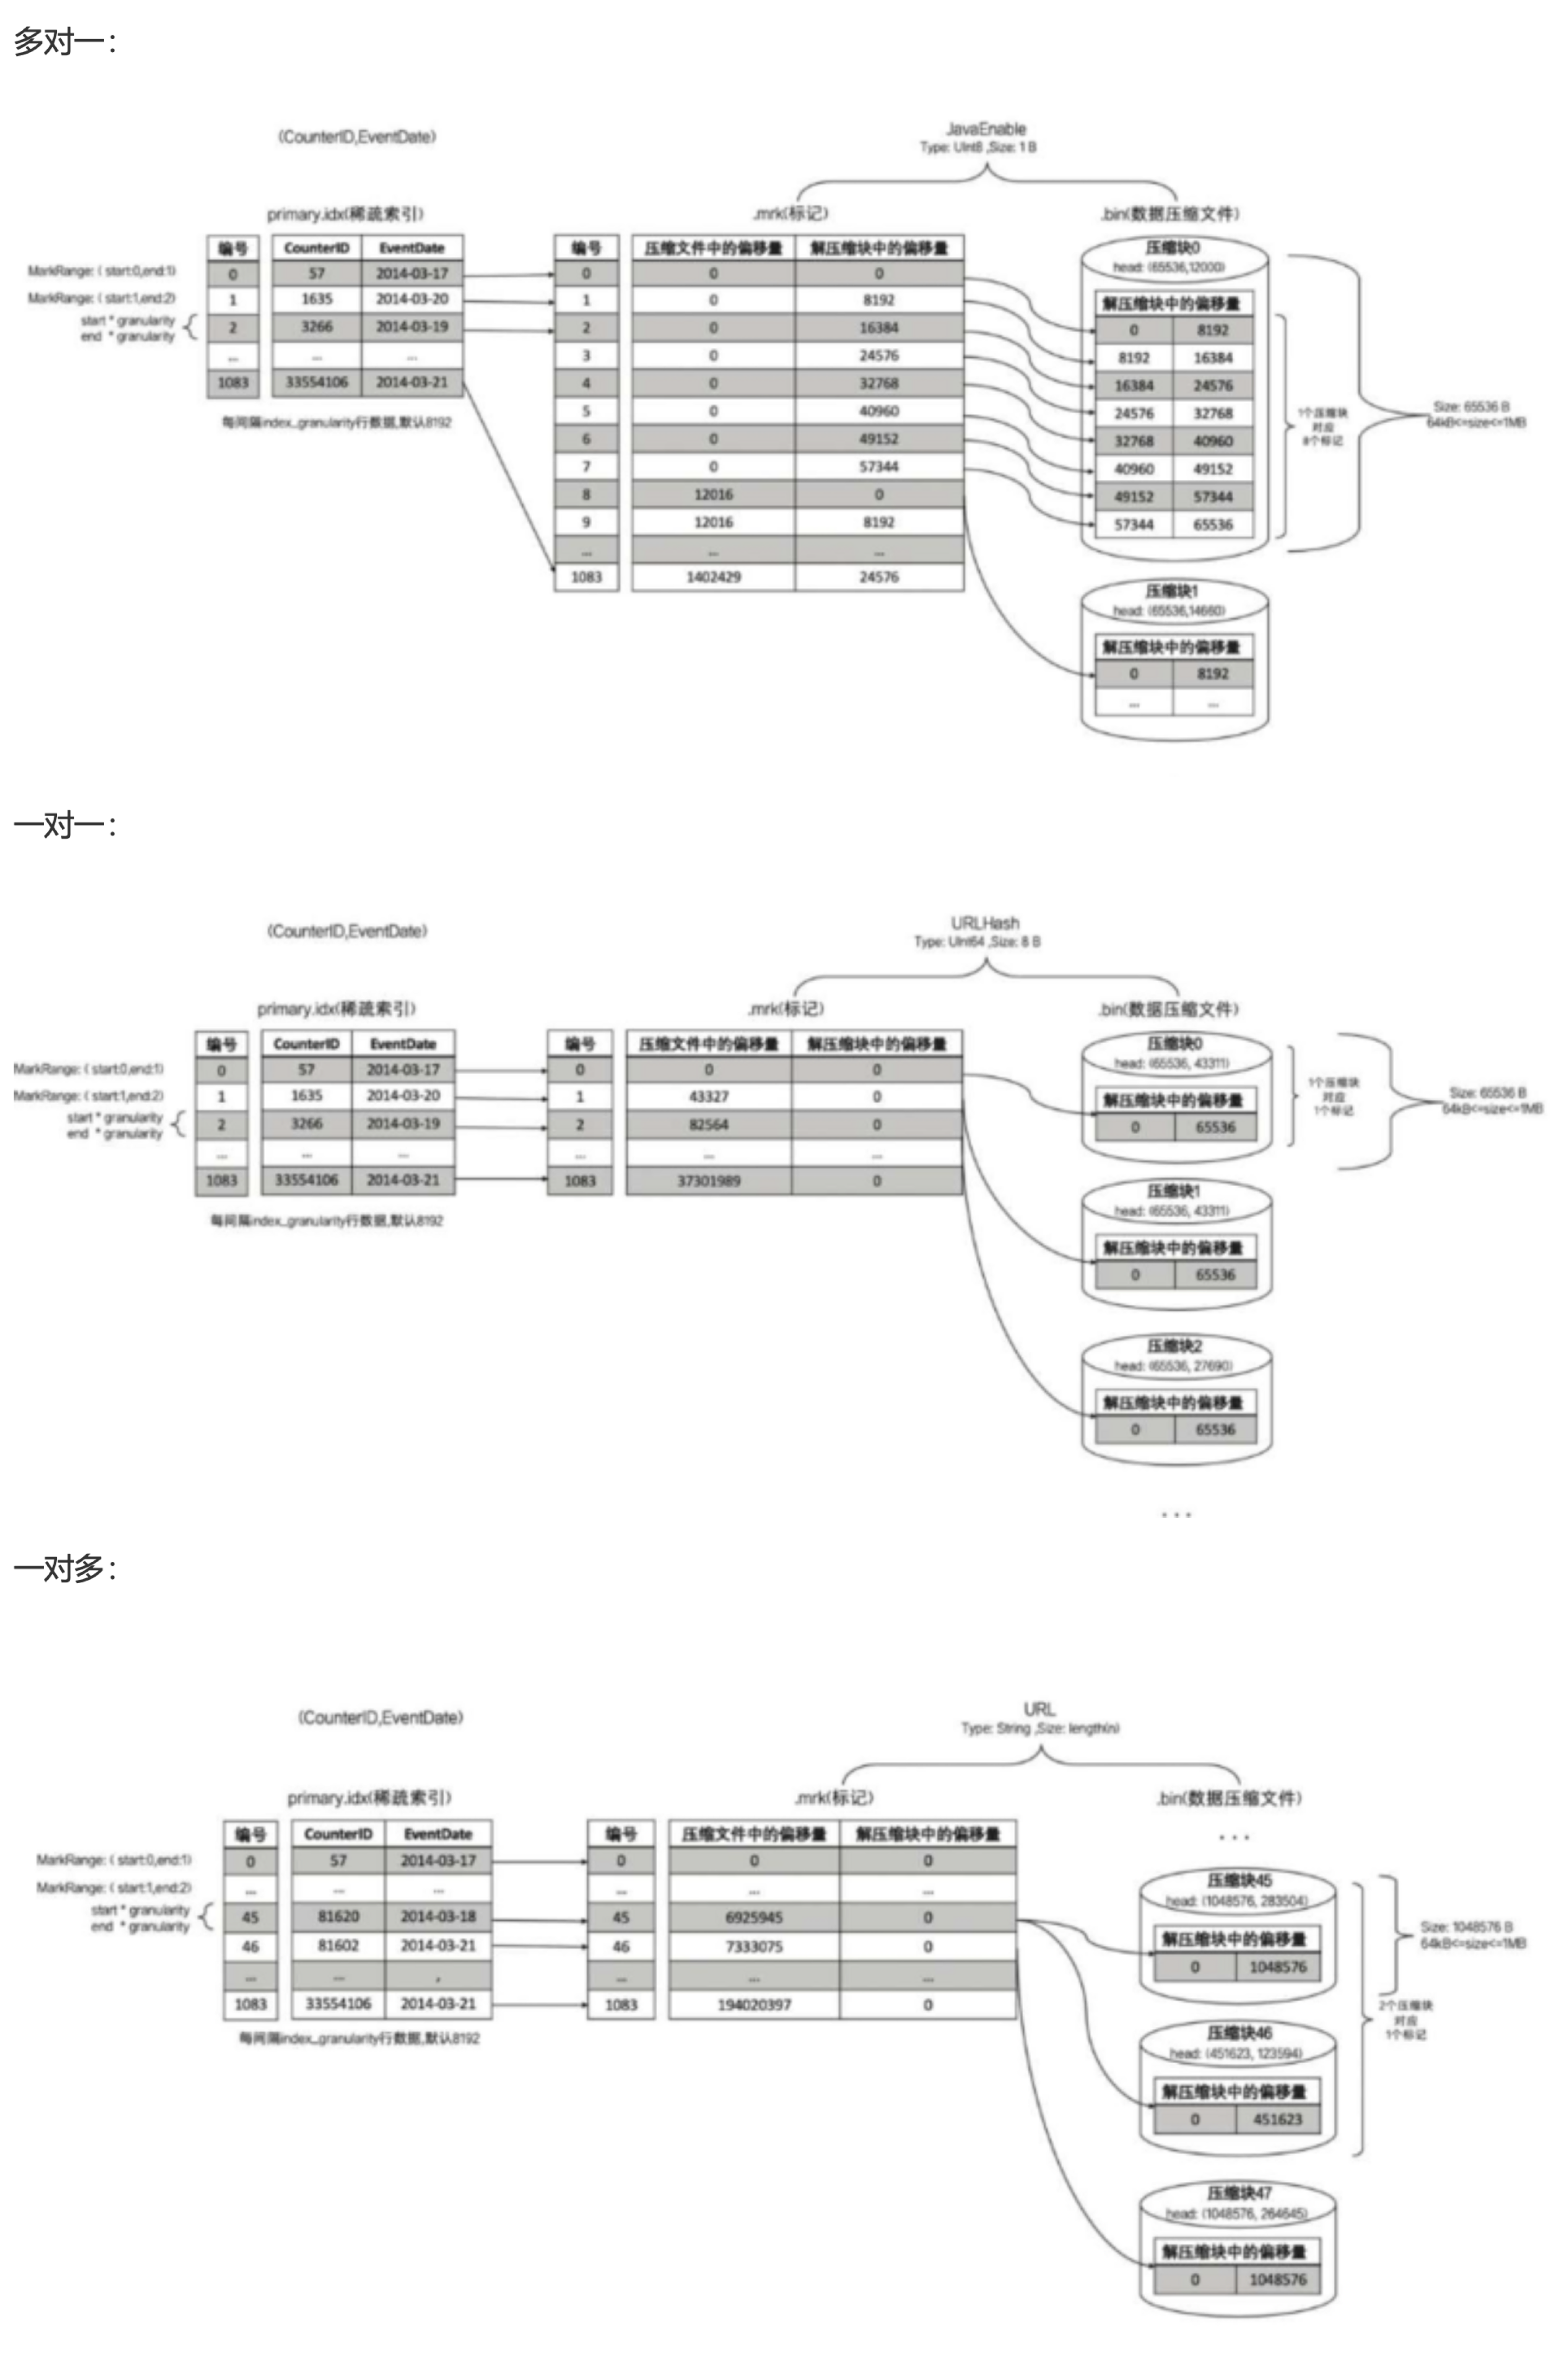 多对一：
(CounterID,EventDate)
JavaEnable
Type: UInt8 ,Size: 1 B
primary.idx(稀疏索引)
.mrk(标记)
.bin(数据压缩文件)
编号 CounterID EventDate
MarkRange: ( start:0,end:1) 0 57 2014-03-17
MarkRange: ( start:1,end:2) 1 1635 2014-03-20
start * granularity
end * granularity
2 3266 2014-03-19
... ... ...
1083 33554106 2014-03-21
每间隔index_granularity行数据,默认8192
编号 压缩文件中的偏移量 解压缩块中的偏移量
0 0 0
1 0 8192
2 0 16384
3 0 24576
4 0 32768
5 0 40960
6 0 49152
7 0 57344
8 12016 0
9 12016 8192
... ... ...
1083 1402429 24576
压缩块0
head: (65536,12000)
解压缩块中的偏移量
0 8192
8192 16384
16384 24576
24576 32768
32768 40960
40960 49152
49152 57344
57344 65536
1个压缩块
对应
8个标记
Size: 65536 B
64kB<=size<=1MB
压缩块1
head: (65536,14660)
解压缩块中的偏移量
0 8192
... ...
一对一：
(CounterID,EventDate)
URLHash
Type: UInt64 ,Size: 8 B
primary.idx(稀疏索引)
.mrk(标记)
.bin(数据压缩文件)
编号 CounterID EventDate
MarkRange: ( start:0,end:1) 0 57 2014-03-17
MarkRange: ( start:1,end:2) 1 1635 2014-03-20
start * granularity
end * granularity
2 3266 2014-03-19
... ... ...
1083 33554106 2014-03-21
每间隔index_granularity行数据,默认8192
编号 压缩文件中的偏移量 解压缩块中的偏移量
0 0 0
1 43327 0
2 82564 0
... ... ...
1083 37301989 0
压缩块0
head: (65536, 43311)
解压缩块中的偏移量
0 65536
1个压缩块
对应
1个标记
Size: 65536 B
64kB<=size<=1MB
压缩块1
head: (65536, 43311)
解压缩块中的偏移量
0 65536
压缩块2
head: (65536, 27690)
解压缩块中的偏移量
0 65536
...
一对多：
(CounterID,EventDate)
URL
Type: String ,Size: length(n)
primary.idx(稀疏索引)
.mrk(标记)
.bin(数据压缩文件)
编号 CounterID EventDate
MarkRange: ( start:0,end:1) 0 57 2014-03-17
MarkRange: ( start:1,end:2) ... ... ...
start * granularity
end * granularity
45 81620 2014-03-18
46 81602 2014-03-21
... ... ,
1083 33554106 2014-03-21
每间隔index_granularity行数据,默认8192
编号 压缩文件中的偏移量 解压缩块中的偏移量
0 0 0
... ... ...
45 6925945 0
46 7333075 0
... ... ...
1083 194020397 0
...
压缩块45
head: (1048576, 283504)
解压缩块中的偏移量
0 1048576
Size: 1048576 B
64kB<=size<=1MB
2个压缩块
对应
1个标记
压缩块46
head: (451623, 123594)
解压缩块中的偏移量
0 451623
压缩块47
head: (1048576, 264645)
解压缩块中的偏移量
0 1048576